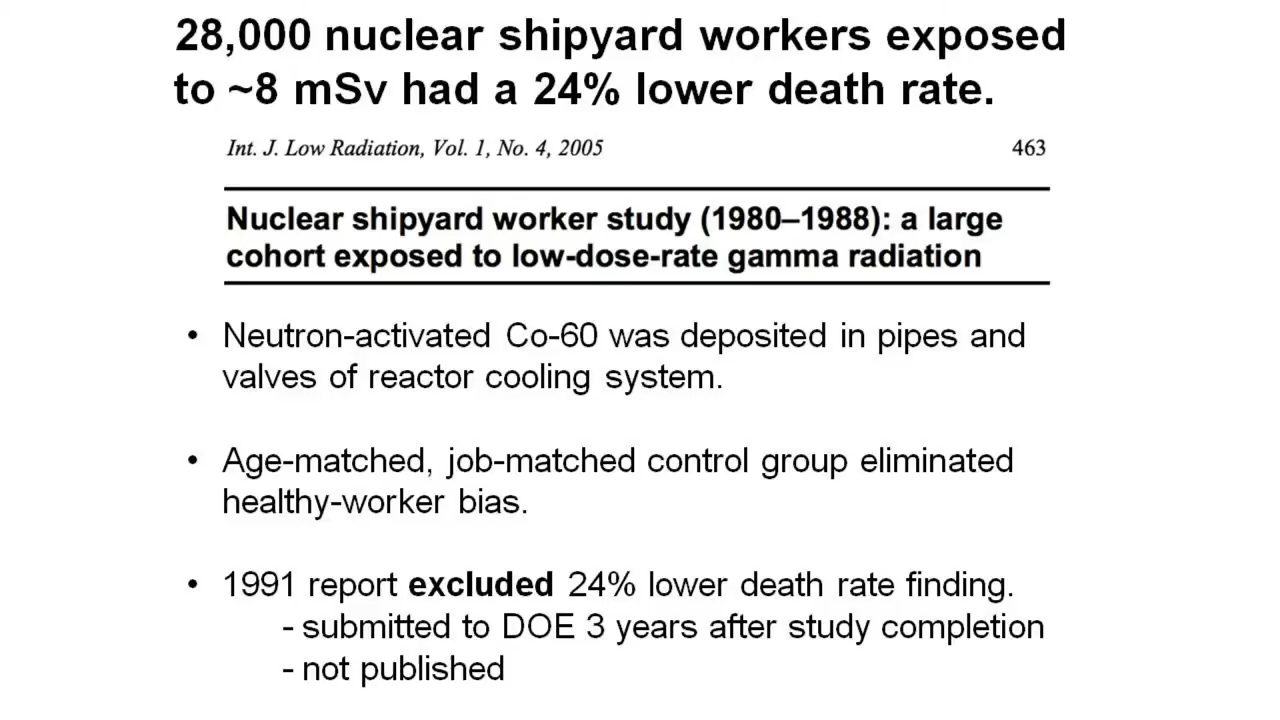 28,000 nuclear shipyard workers exposed
to ~8 mSv had a 24% lower death rate.
Int. J. Low Radiation, Vol. 1, No. 4, 2005 463
Nuclear shipyard worker study (1980–1988): a large
cohort exposed to low-dose-rate gamma radiation
• Neutron-activated Co-60 was deposited in pipes and
valves of reactor cooling system.
• Age-matched, job-matched control group eliminated
healthy-worker bias.
• 1991 report excluded 24% lower death rate finding.
- submitted to DOE 3 years after study completion
- not published